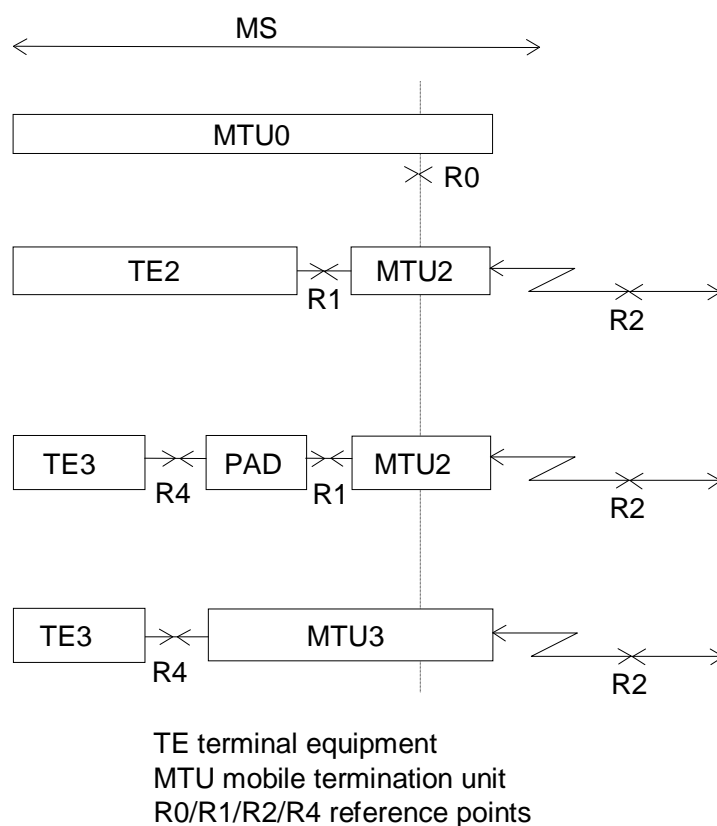 MS
MTU0
R0
TE2 MTU2
R1 R2
TE3 PAD MTU2
R4 R1 R2
TE3 MTU3
R4 R2
TE terminal equipment
MTU mobile termination unit
R0/R1/R2/R4 reference points